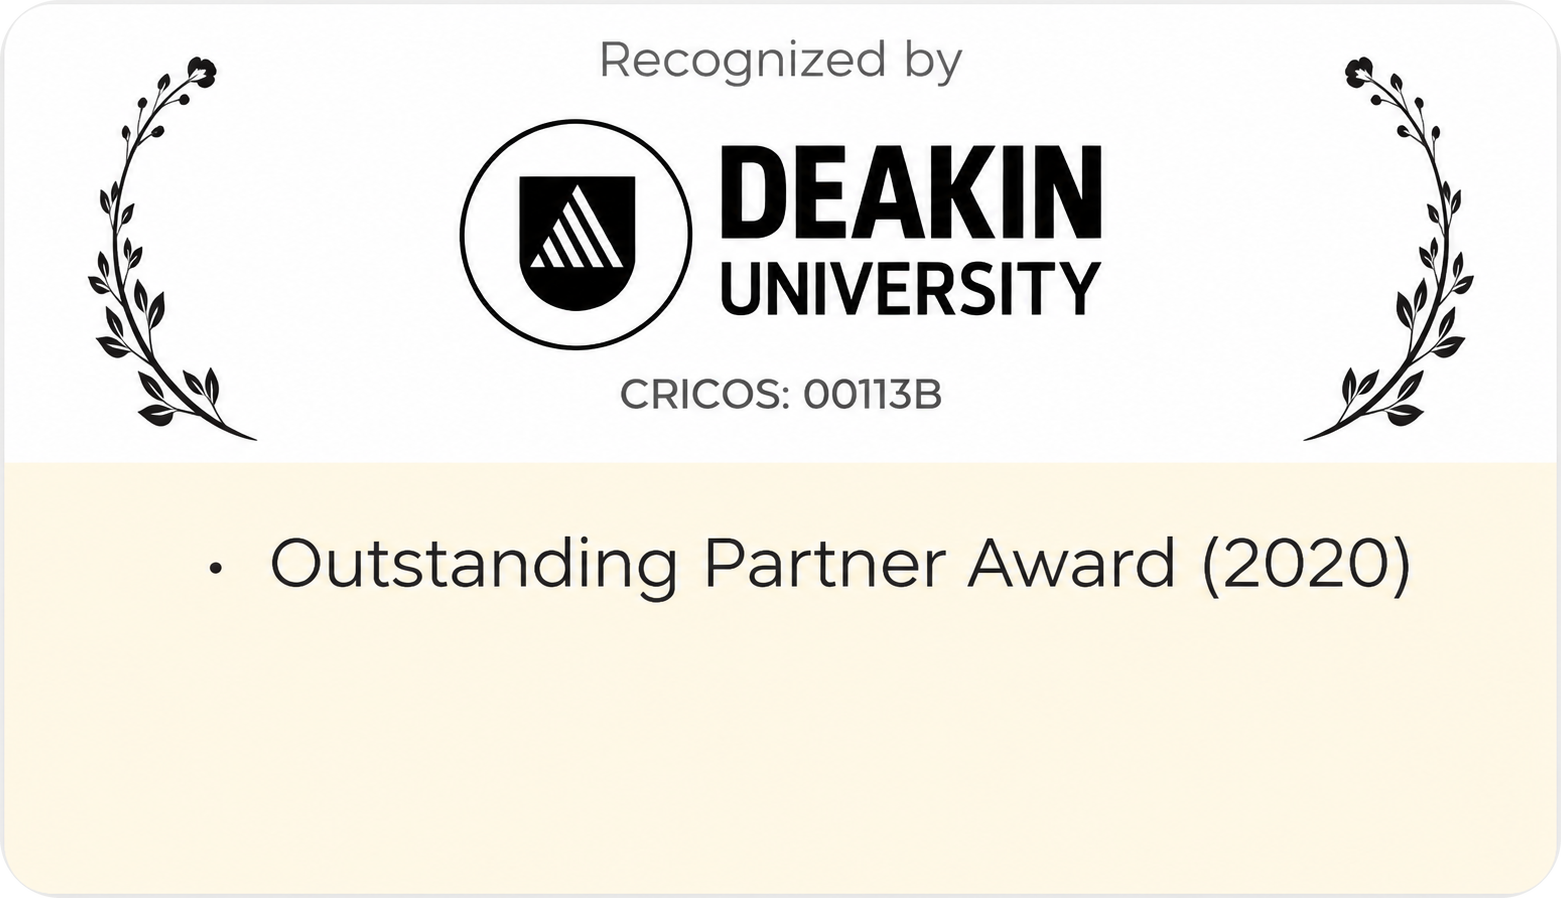 Recognized by
DEAKIN
UNIVERSITY
CRICOS: 00113B
• Outstanding Partner Award (2020)